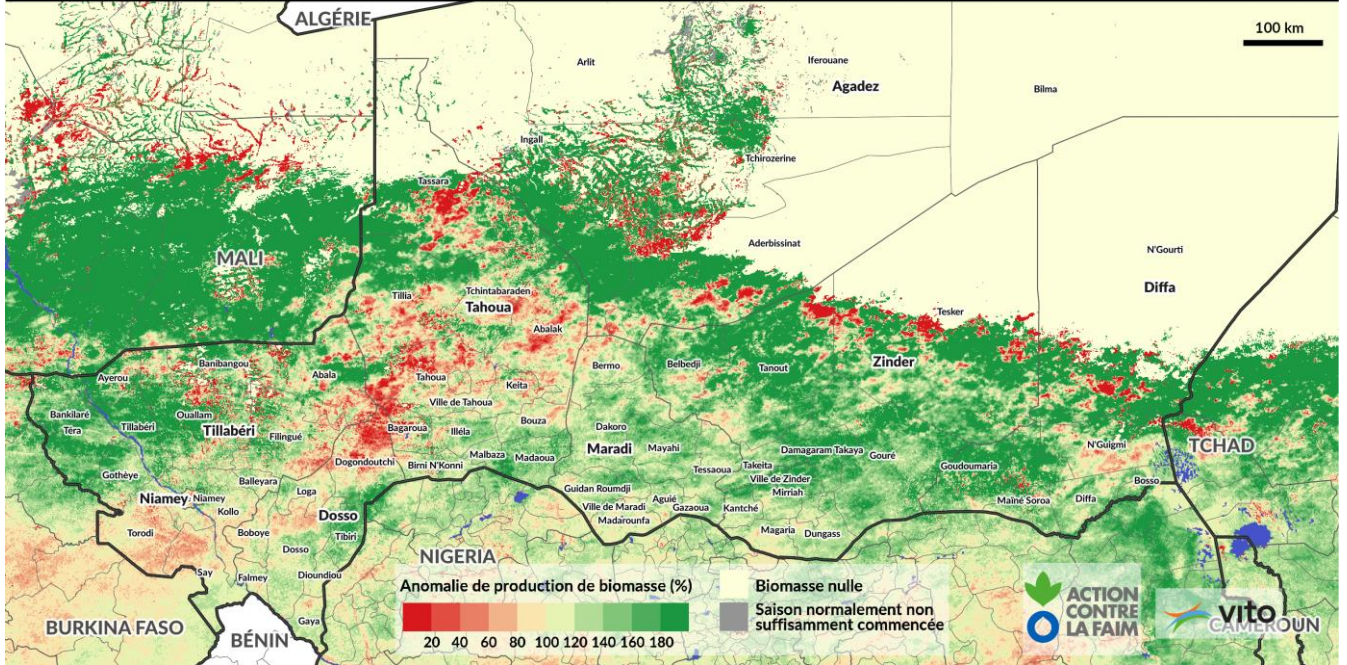 ALGÉRIE
100 km
Arlit
Iferouane
Agadez
Bilma
Ingall
Tchirozerine
Tassara
Aderbissinat
N'Gourti
MALI
Diffa
Tillia
Tchintabaraden
Tahoua
Abalak
Tesker
Banibangou
Ayerou
Abala
Tahoua
Keita
Bermo
Belbedji
Tanout
Zinder
Ville de Tahoua
Bankilaré
Téra
Tillabéri
Ouallam
Tillabéri
Filingué
Bagaroua
Illéla
Bouza
Dakoro
Maradi
Mayahi
Damagaram Takaya
Gouré
N'Guigmi
TCHAD
Gothèye
Dogondoutchi
Birni N'Konni
Malbaza
Madaoua
Tessaoua
Takeita
Goudoumaria
Balleyara
Ville de Zinder
Mirriah
Bosso
Niamey
Niamey
Loga
Guidan Roumdji
Aguié
Maïné Soroa
Diffa
Kollo
Dosso
Ville de Maradi
Gazaoua
Kantché
Madarounfa
Torodi
Boboye
Tibiri
Magaria
Dungass
Dosso
NIGERIA
Say
Falmey
Dioundiou
Gaya
BURKINA FASO
BÉNIN
Anomalie de production de biomasse (%)
20 40 60 80 100 120 140 160 180
Biomasse nulle
Saison normalement non
suffisamment commencée
ACTION
CONTRE
LA FAIM
vito
CAMEROUN